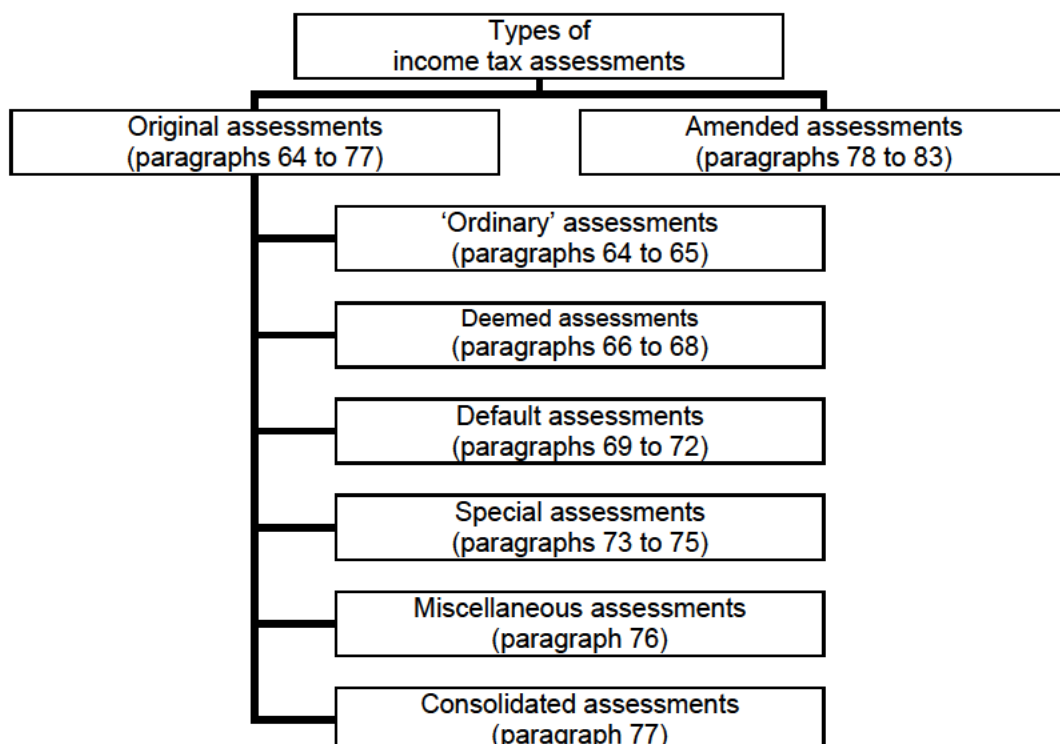 Types of
income tax assessments
Original assessments
(paragraphs 64 to 77)
Amended assessments
(paragraphs 78 to 83)
‘Ordinary’ assessments
(paragraphs 64 to 65)
Deemed assessments
(paragraphs 66 to 68)
Default assessments
(paragraphs 69 to 72)
Special assessments
(paragraphs 73 to 75)
Miscellaneous assessments
(paragraph 76)
Consolidated assessments
(paragraph 77)